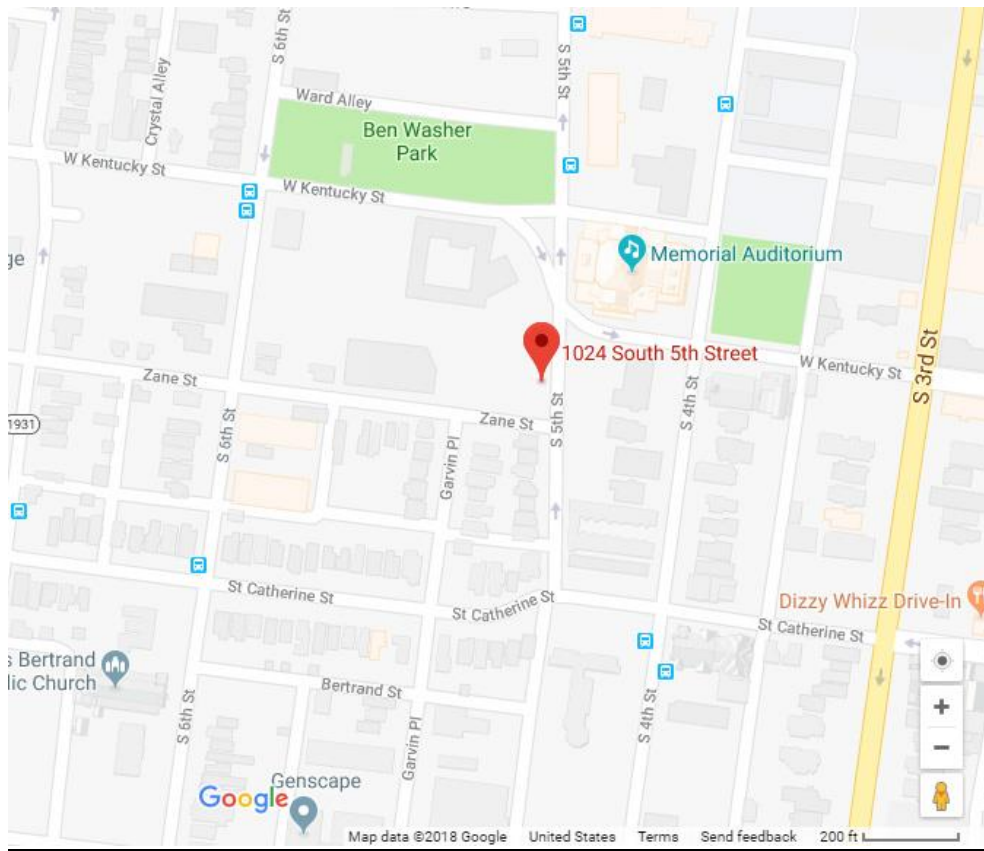 S 6th St
S 5th St
Crystal Alley
Ward Alley
Ben Washer
Park
W Kentucky St
W Kentucky St
Memorial Auditorium
ge
1024 South 5th Street
W Kentucky St
S 3rd St
Zane St
Zane St
1931
S 6th St
Garvin Pl
S 5th St
S 4th St
St Catherine St
St Catherine St
Dizzy Whizz Drive-In
St Catherine St
s Bertrand
lic Church
Bertrand St
S 6th St
Garvin Pl
S 4th St
Genscape
Google
+
−
Map data ©2018 Google United States Terms Send feedback 200 ft